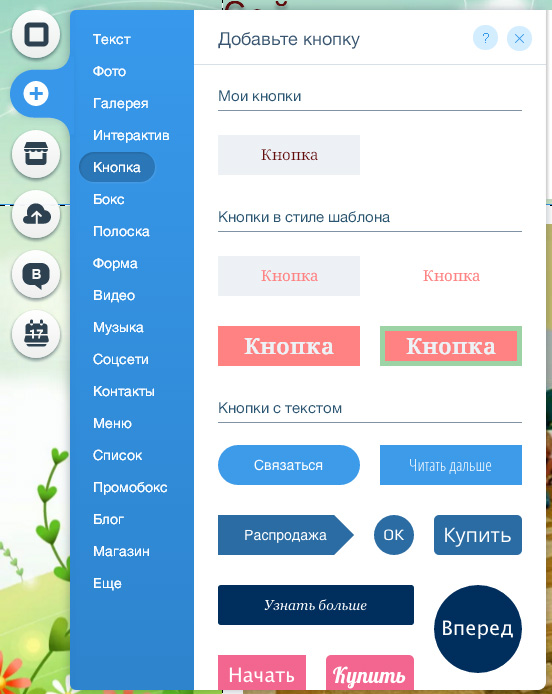 Добавьте кнопку
?
Текст
Фото
Галерея
Интерактив
Кнопка
Бокс
Полоска
Форма
Видео
Музыка
Соцсети
Контакты
Меню
Список
Промобокс
Блог
Магазин
Еще
B
17
Мои кнопки
Кнопка
Кнопки в стиле шаблона
Кнопка Кнопка
Кнопка Кнопка
Кнопки с текстом
Связаться Читать дальше
Распродажа OK Купить
Узнать больше
Вперед
Начать Купить